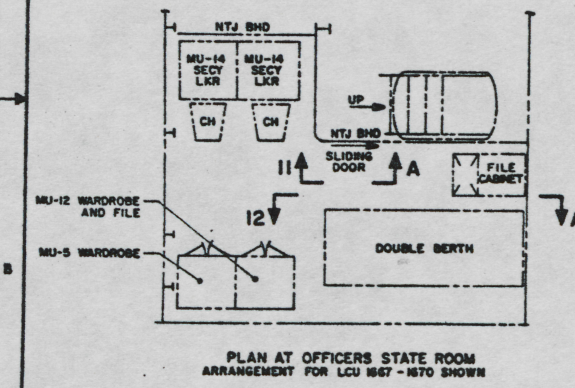 NTJ BHD
MU-14
SECY
LKR
MU-14
SECY
LKR
CH
CH
UP
NTJ BHD
SLIDING
DOOR
11
A
FILE
CABINET
12
A
MU-12 WARDROBE
AND FILE
MU-5 WARDROBE
DOUBLE BERTH
B
PLAN AT OFFICERS STATE ROOM
ARRANGEMENT FOR LCU 1667 - 1670 SHOWN